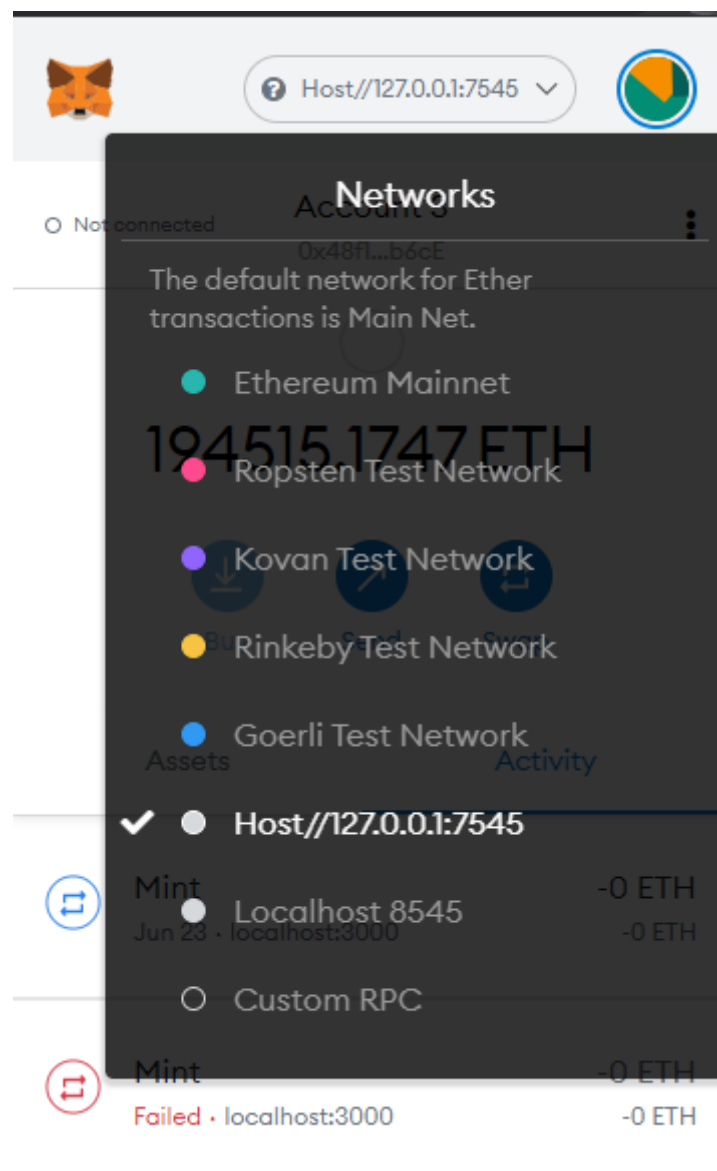 Host//127.0.0.1:7545
Networks
Account 3
Not connected
0x48f1...b6cE
The default network for Ether
transactions is Main Net.
Ethereum Mainnet
194515.1747 ETH
Ropsten Test Network
Kovan Test Network
Buy Send Swap
Rinkeby Test Network
Goerli Test Network
Assets
Activity
Host//127.0.0.1:7545
Mint
-0 ETH
Localhost 8545
Jun 23 · localhost:3000
-0 ETH
Custom RPC
Mint
-0 ETH
Failed · localhost:3000
-0 ETH